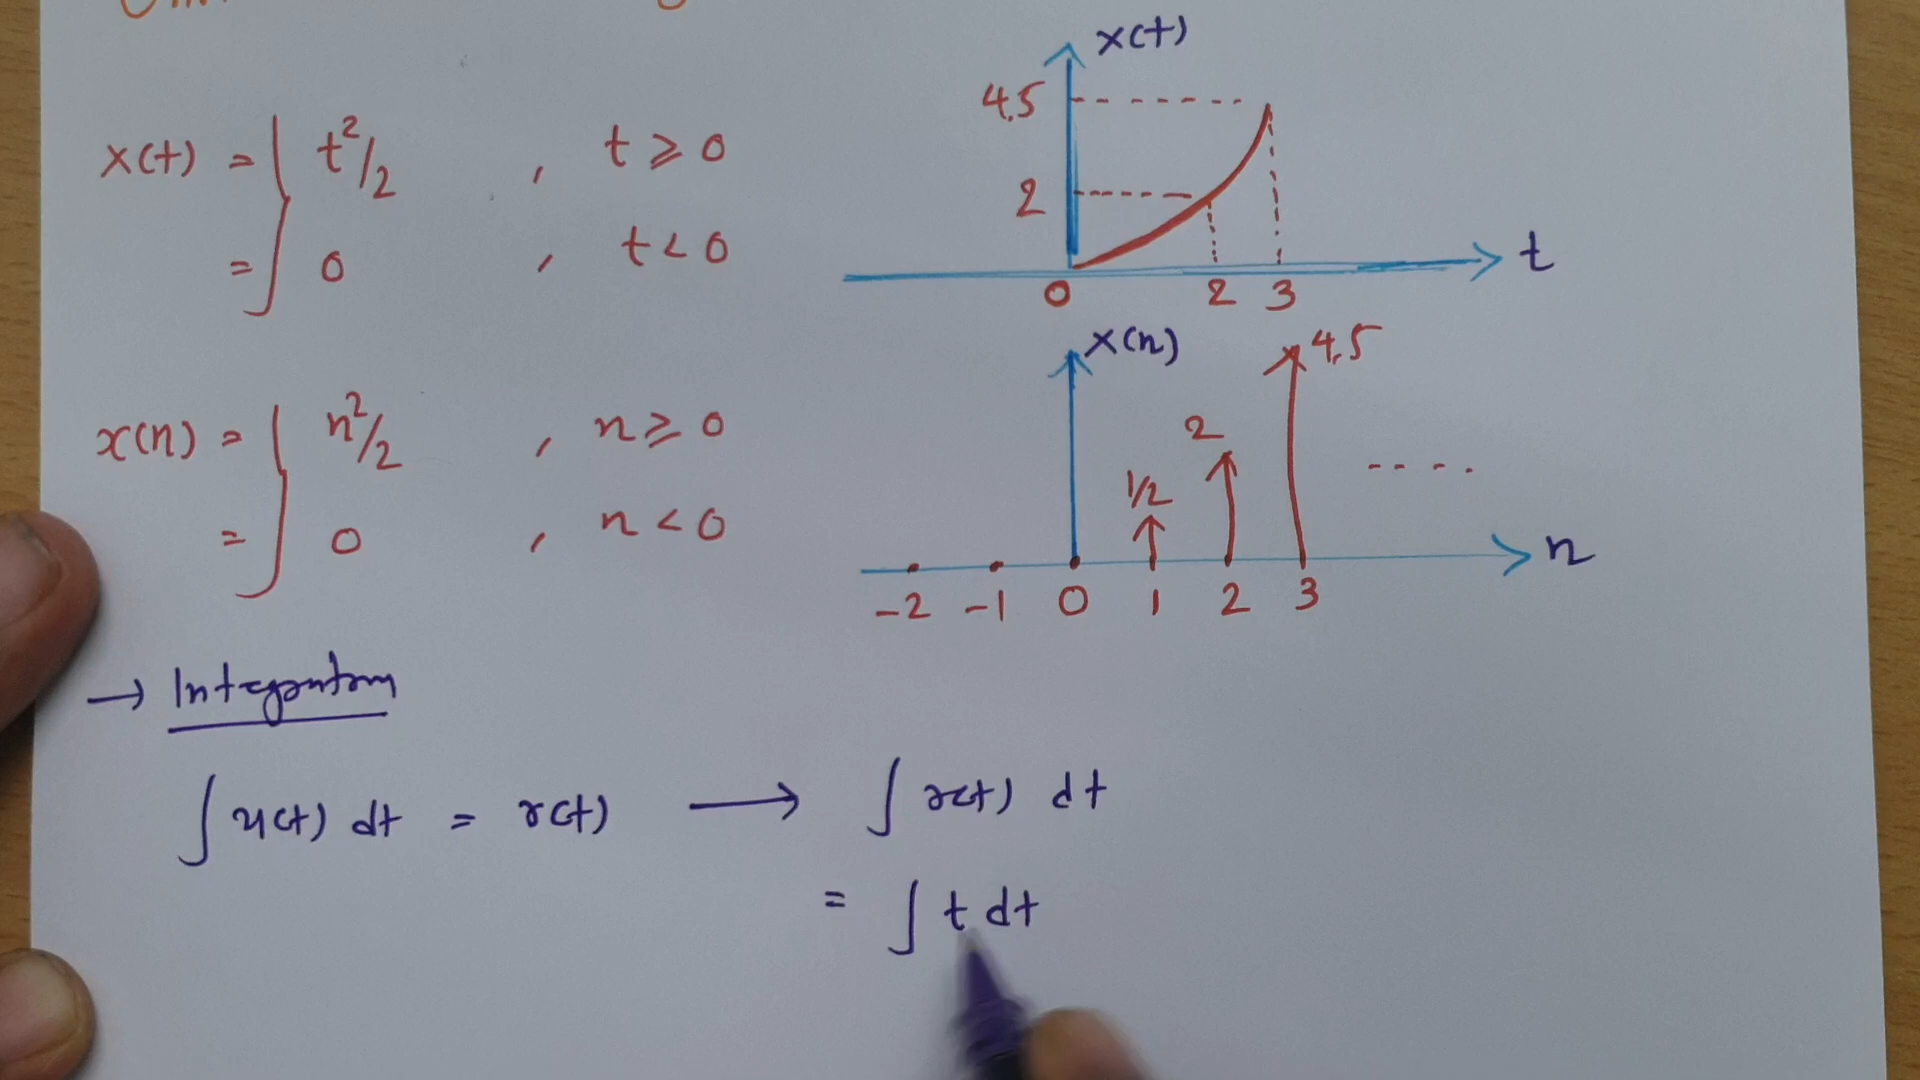 x(t) = { t²/2 , t ≥ 0
= 0 , t < 0
x(t)
4.5
2
0 2 3 t
x(n) = { n²/2 , n ≥ 0
= 0 , n < 0
x(n)
4.5
2
1/2
- - - -
-2 -1 0 1 2 3 n
→ Integration
∫ u(t) dt = r(t) → ∫ r(t) dt
= ∫ t dt